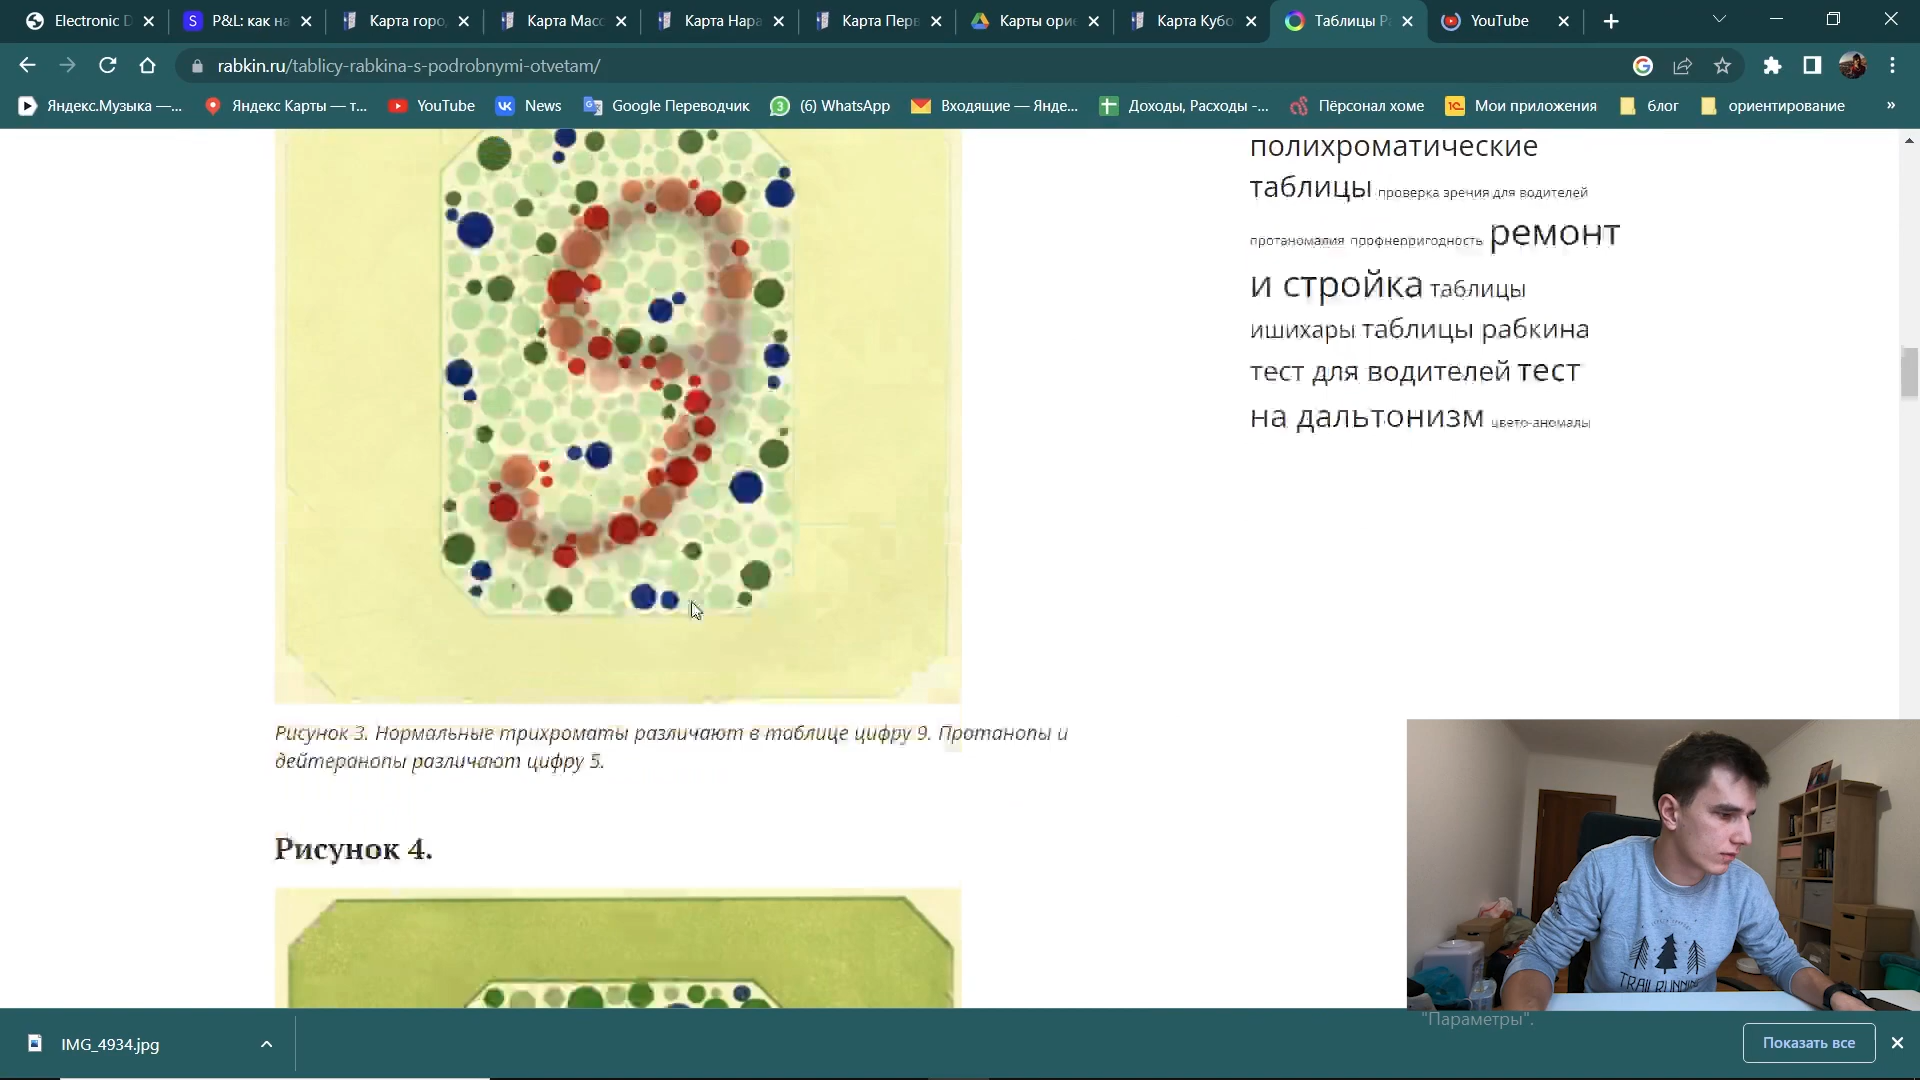 Electronic D
P&L: как на
Карта горо
Карта Масс
Карта Нара
Карта Перв
Карты орие
Карта Кубо
Таблицы Ра
YouTube
rabkin.ru/tablicy-rabkina-s-podrobnymi-otvetam/
Яндекс.Музыка —...
Яндекс Карты — т...
YouTube
News
Google Переводчик
(6) WhatsApp
Входящие — Янде...
Доходы, Расходы -...
Пёрсонал хоме
Мои приложения
блог
ориентирование
»
полихроматические
таблицы проверка зрения для водителей
протаномалия профнепригодность ремонт
и стройка таблицы
ишихары таблицы рабкина
тест для водителей тест
на дальтонизм цвето-аномалы
Рисунок 3. Нормальные трихроматы различают в таблице цифру 9. Протанопы и
дейтеранопы различают цифру 5.
Рисунок 4.
TRAIL RUNNING
"Параметры".
IMG_4934.jpg
Показать все